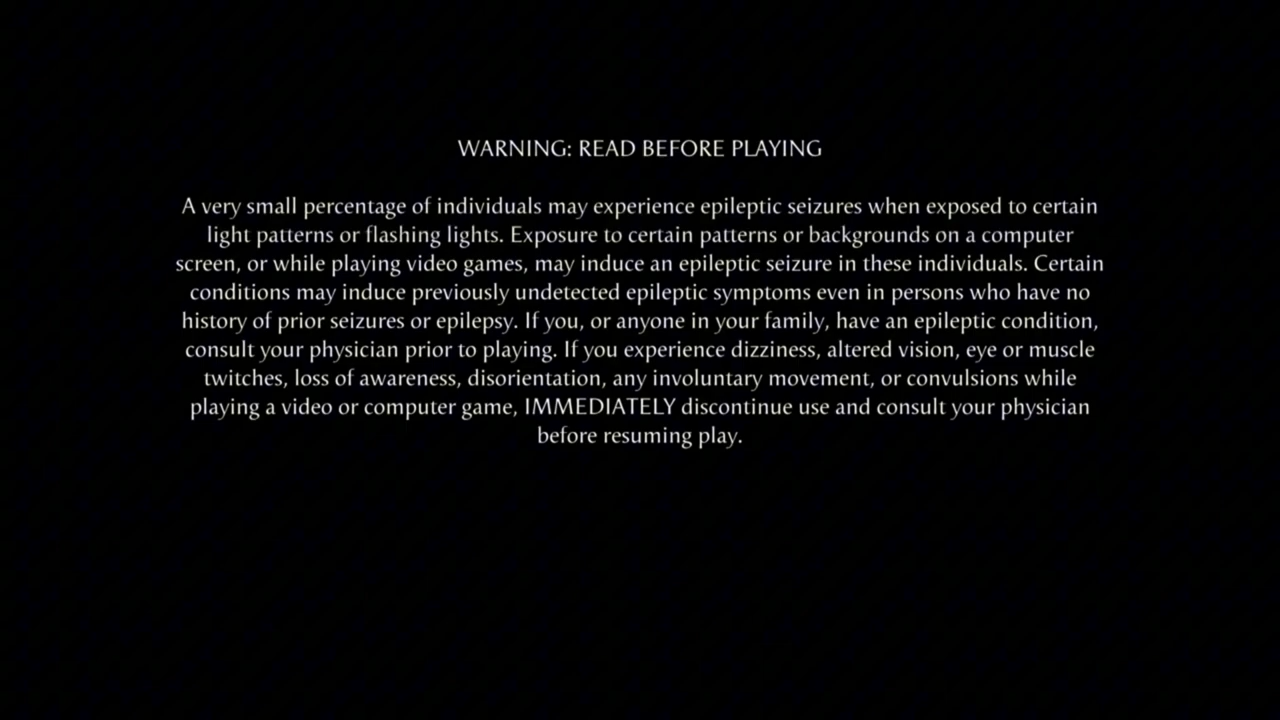 WARNING: READ BEFORE PLAYING
A very small percentage of individuals may experience epileptic seizures when exposed to certain
light patterns or flashing lights. Exposure to certain patterns or backgrounds on a computer
screen, or while playing video games, may induce an epileptic seizure in these individuals. Certain
conditions may induce previously undetected epileptic symptoms even in persons who have no
history of prior seizures or epilepsy. If you, or anyone in your family, have an epileptic condition,
consult your physician prior to playing. If you experience dizziness, altered vision, eye or muscle
twitches, loss of awareness, disorientation, any involuntary movement, or convulsions while
playing a video or computer game, IMMEDIATELY discontinue use and consult your physician
before resuming play.